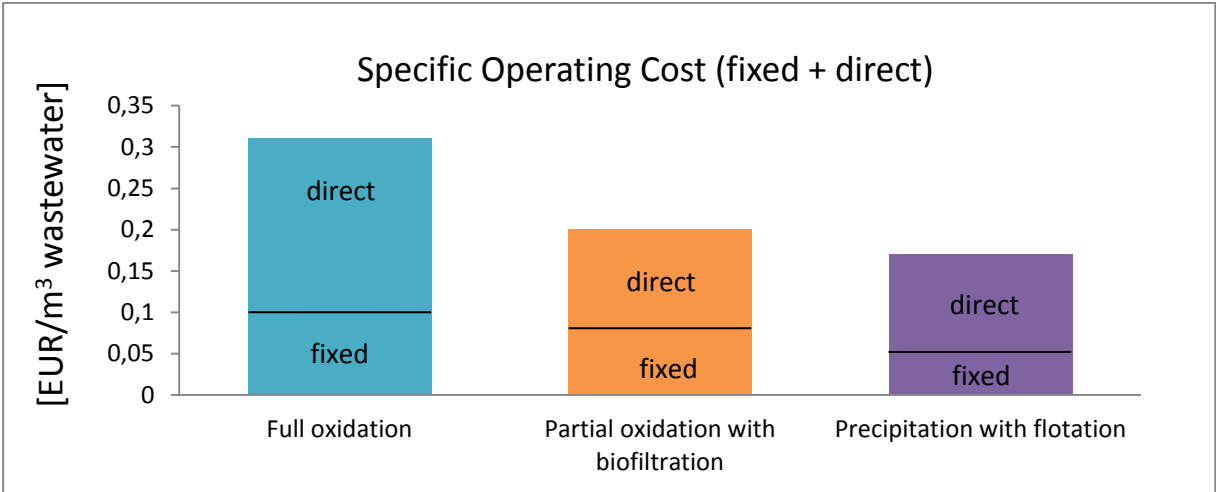 Specific Operating Cost (fixed + direct)
[EUR/m³ wastewater]
0,35
0,3
0,25
0,2
0,15
0,1
0,05
0
direct
fixed
direct
fixed
direct
fixed
Full oxidation
Partial oxidation with
biofiltration
Precipitation with flotation